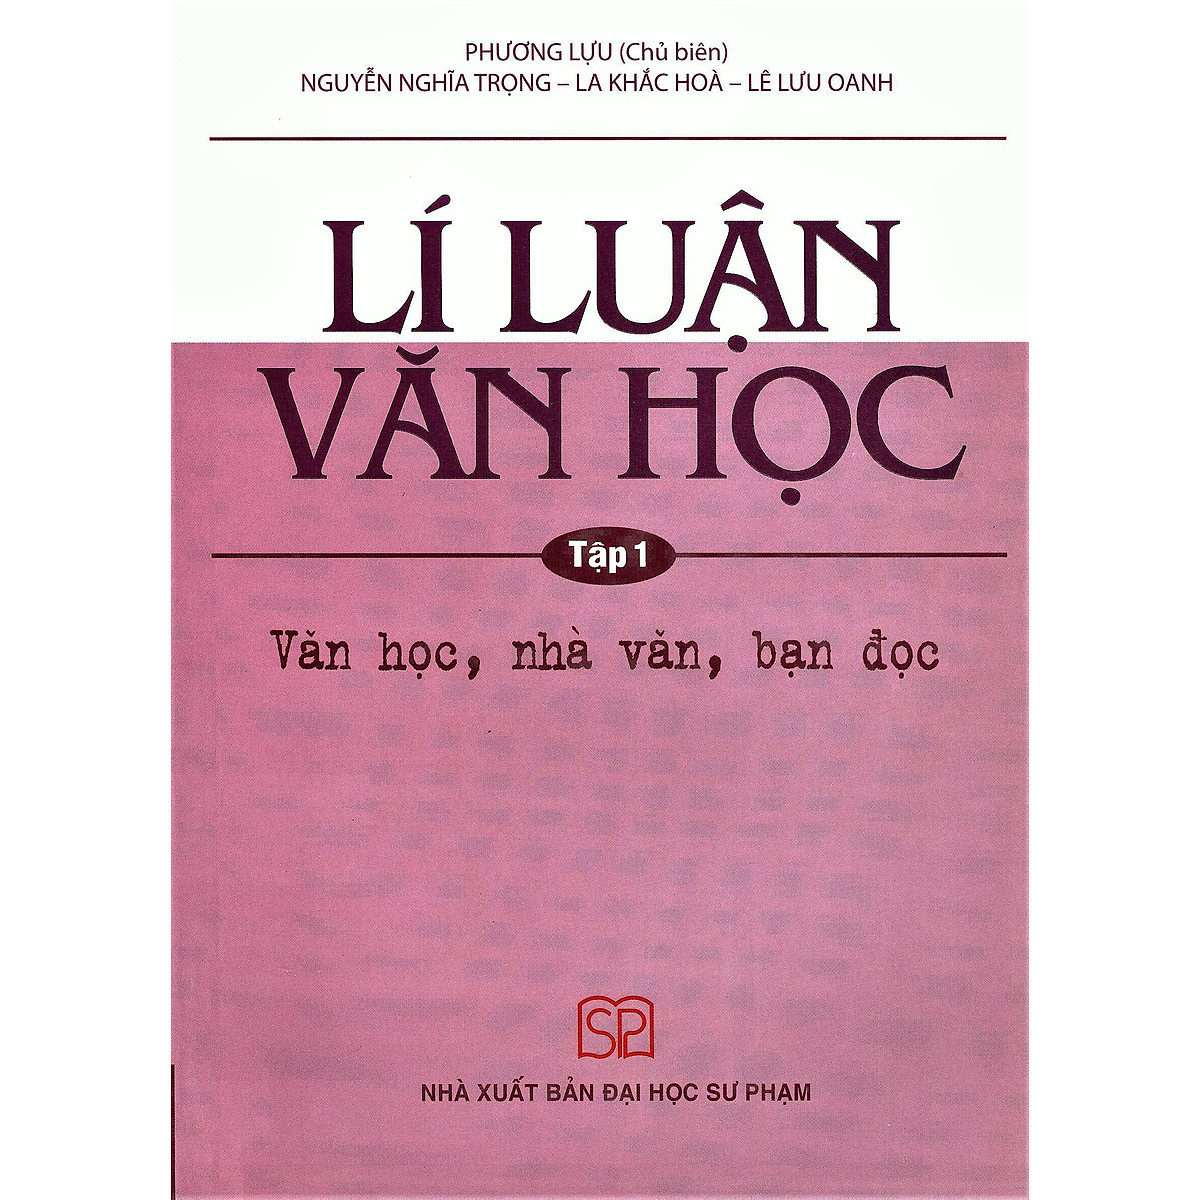 PHƯƠNG LỰU (Chủ biên)
NGUYỄN NGHĨA TRỌNG – LA KHẮC HOÀ – LÊ LƯU OANH
LÍ LUẬN
VĂN HỌC
Tập 1
Văn học, nhà văn, bạn đọc
SP
NHÀ XUẤT BẢN ĐẠI HỌC SƯ PHẠM